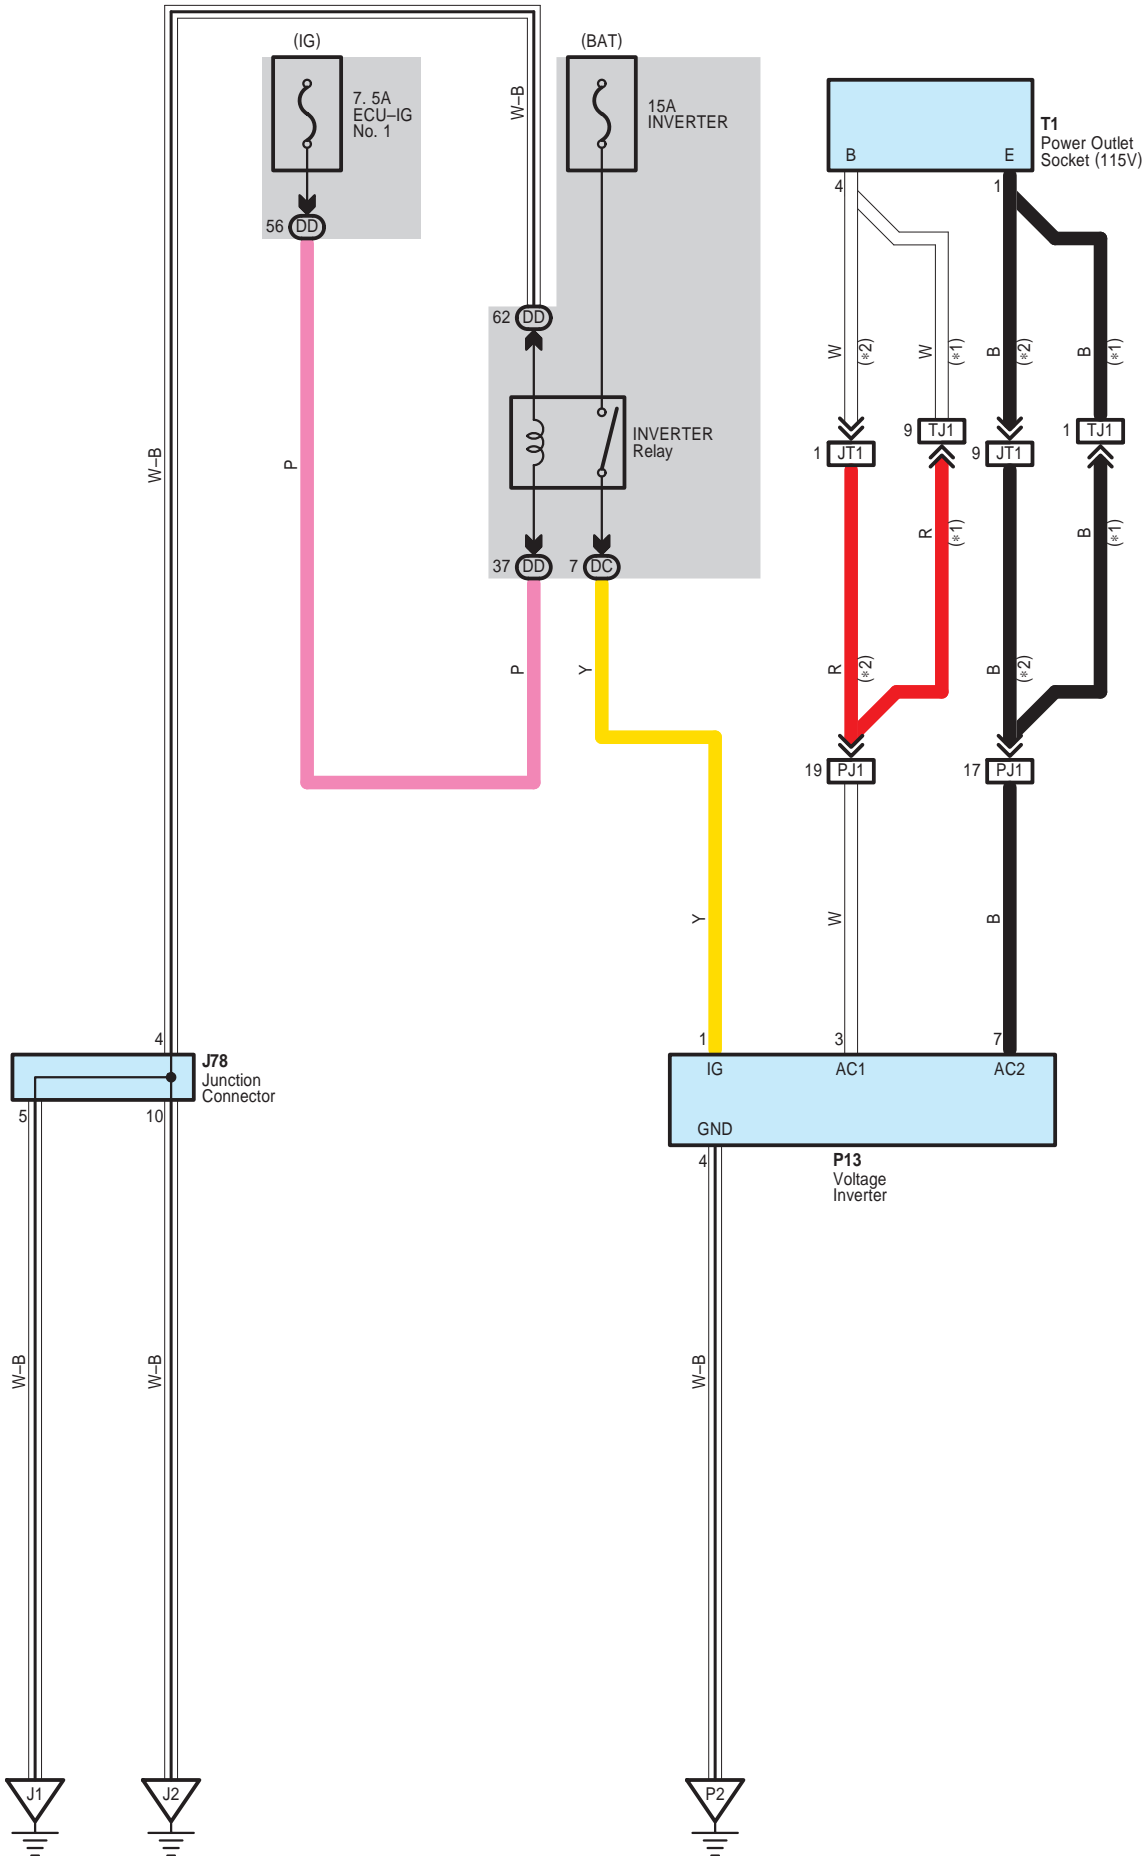 (IG)
(BAT)
7. 5A
ECU–IG
No. 1
W–B
15A
INVERTER
T1
Power Outlet
Socket (115V)
B
E
4
1
56
DD
62
DD
W
(*2)
W
(*1)
B
(*2)
B
(*1)
INVERTER
Relay
1
JT1
9
TJ1
9
JT1
1
TJ1
W–B
P
R
(*1)
B
(*1)
37
DD
7
DC
P
Y
R
(*2)
B
(*2)
19
PJ1
17
PJ1
Y
W
B
4
1
3
7
J78
Junction
Connector
IG
AC1
AC2
5
10
GND
4
P13
Voltage
Inverter
W–B
W–B
W–B
J1
J2
P2